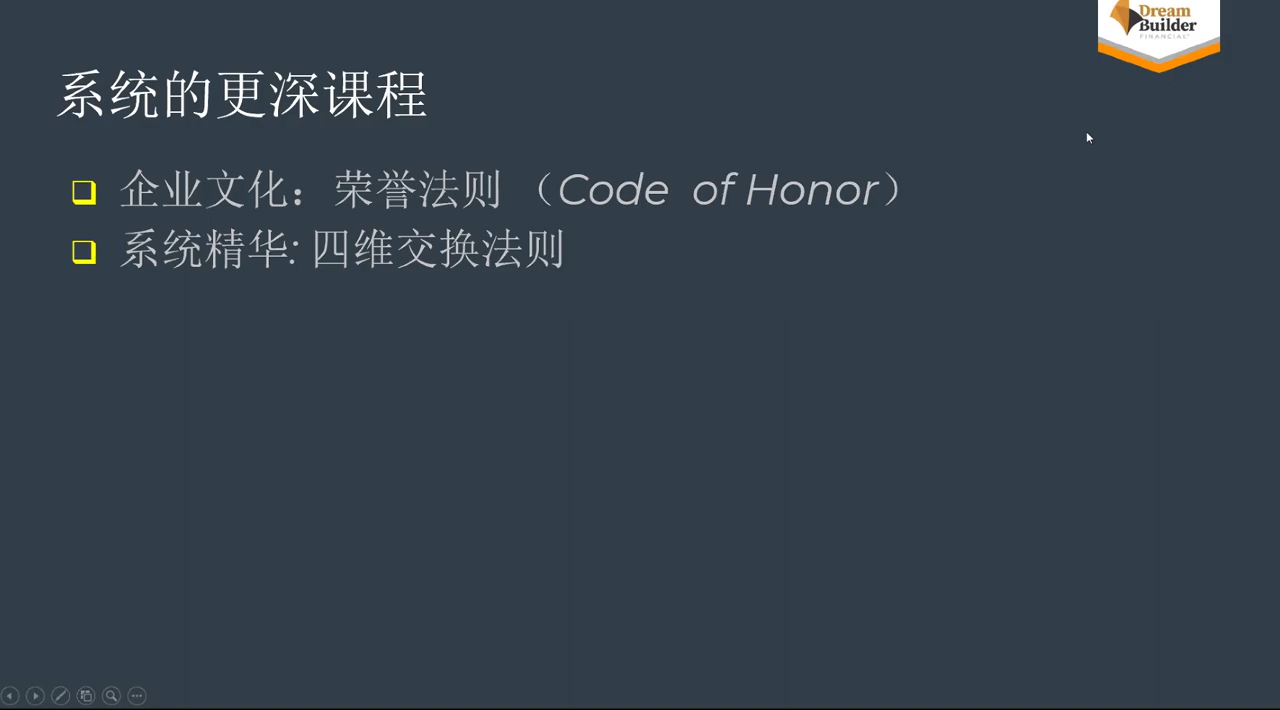 Dream
Builder
FINANCIAL
系统的更深课程
企业文化：荣誉法则 （Code of Honor）
系统精华: 四维交换法则